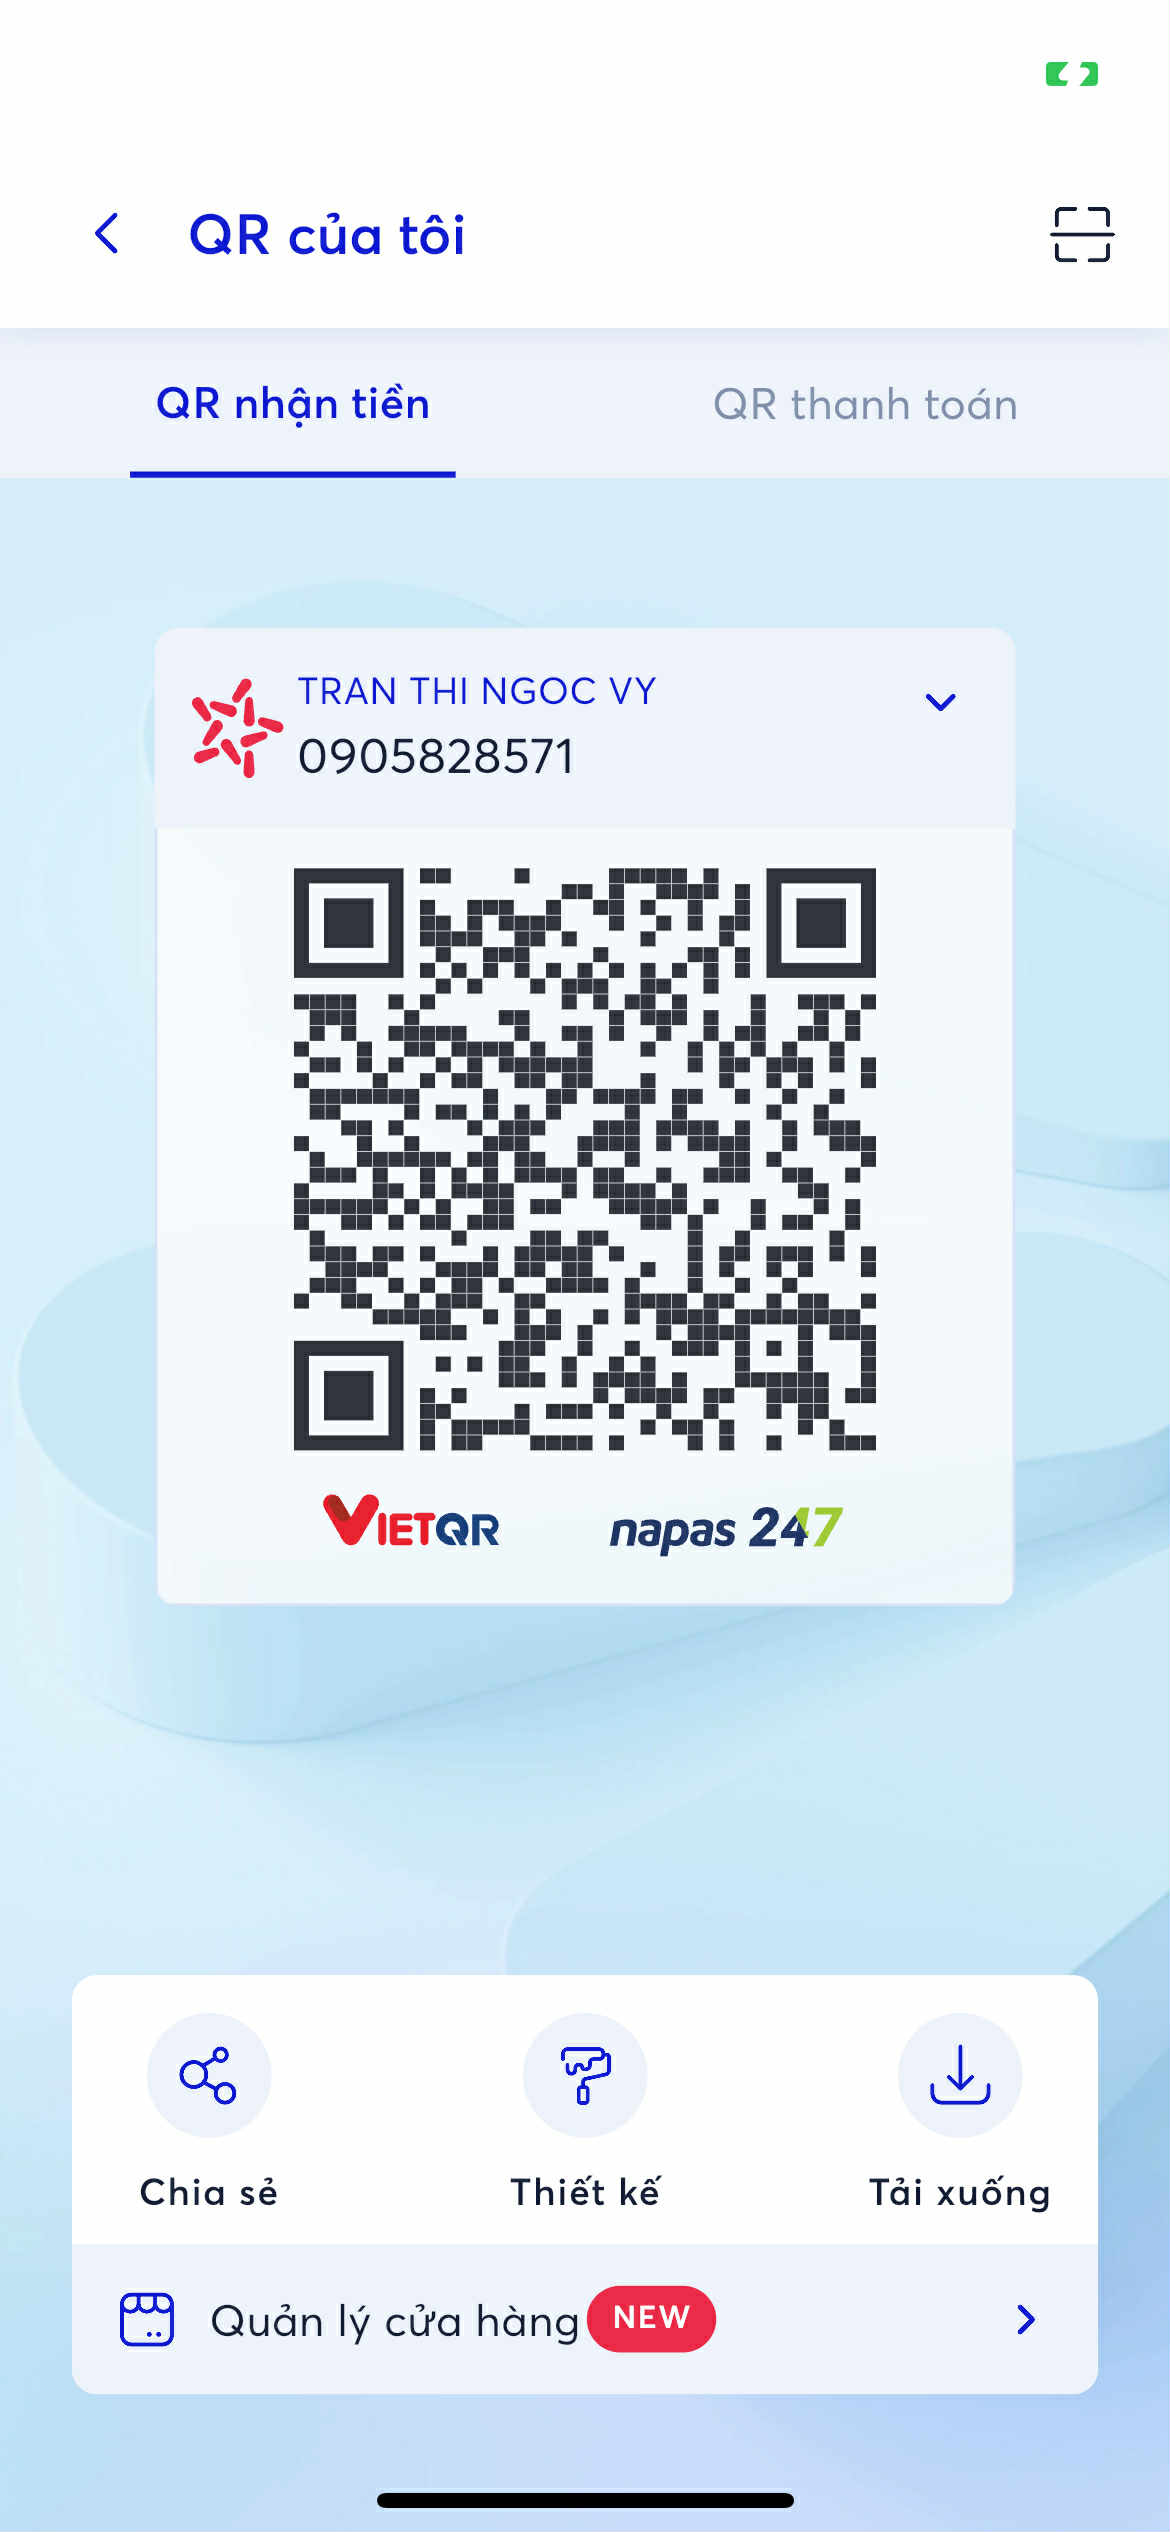 QR của tôi
QR nhận tiền
QR thanh toán
TRAN THI NGOC VY
0905828571
VIETQR
napas 247
Chia sẻ
Thiết kế
Tải xuống
Quản lý cửa hàng NEW